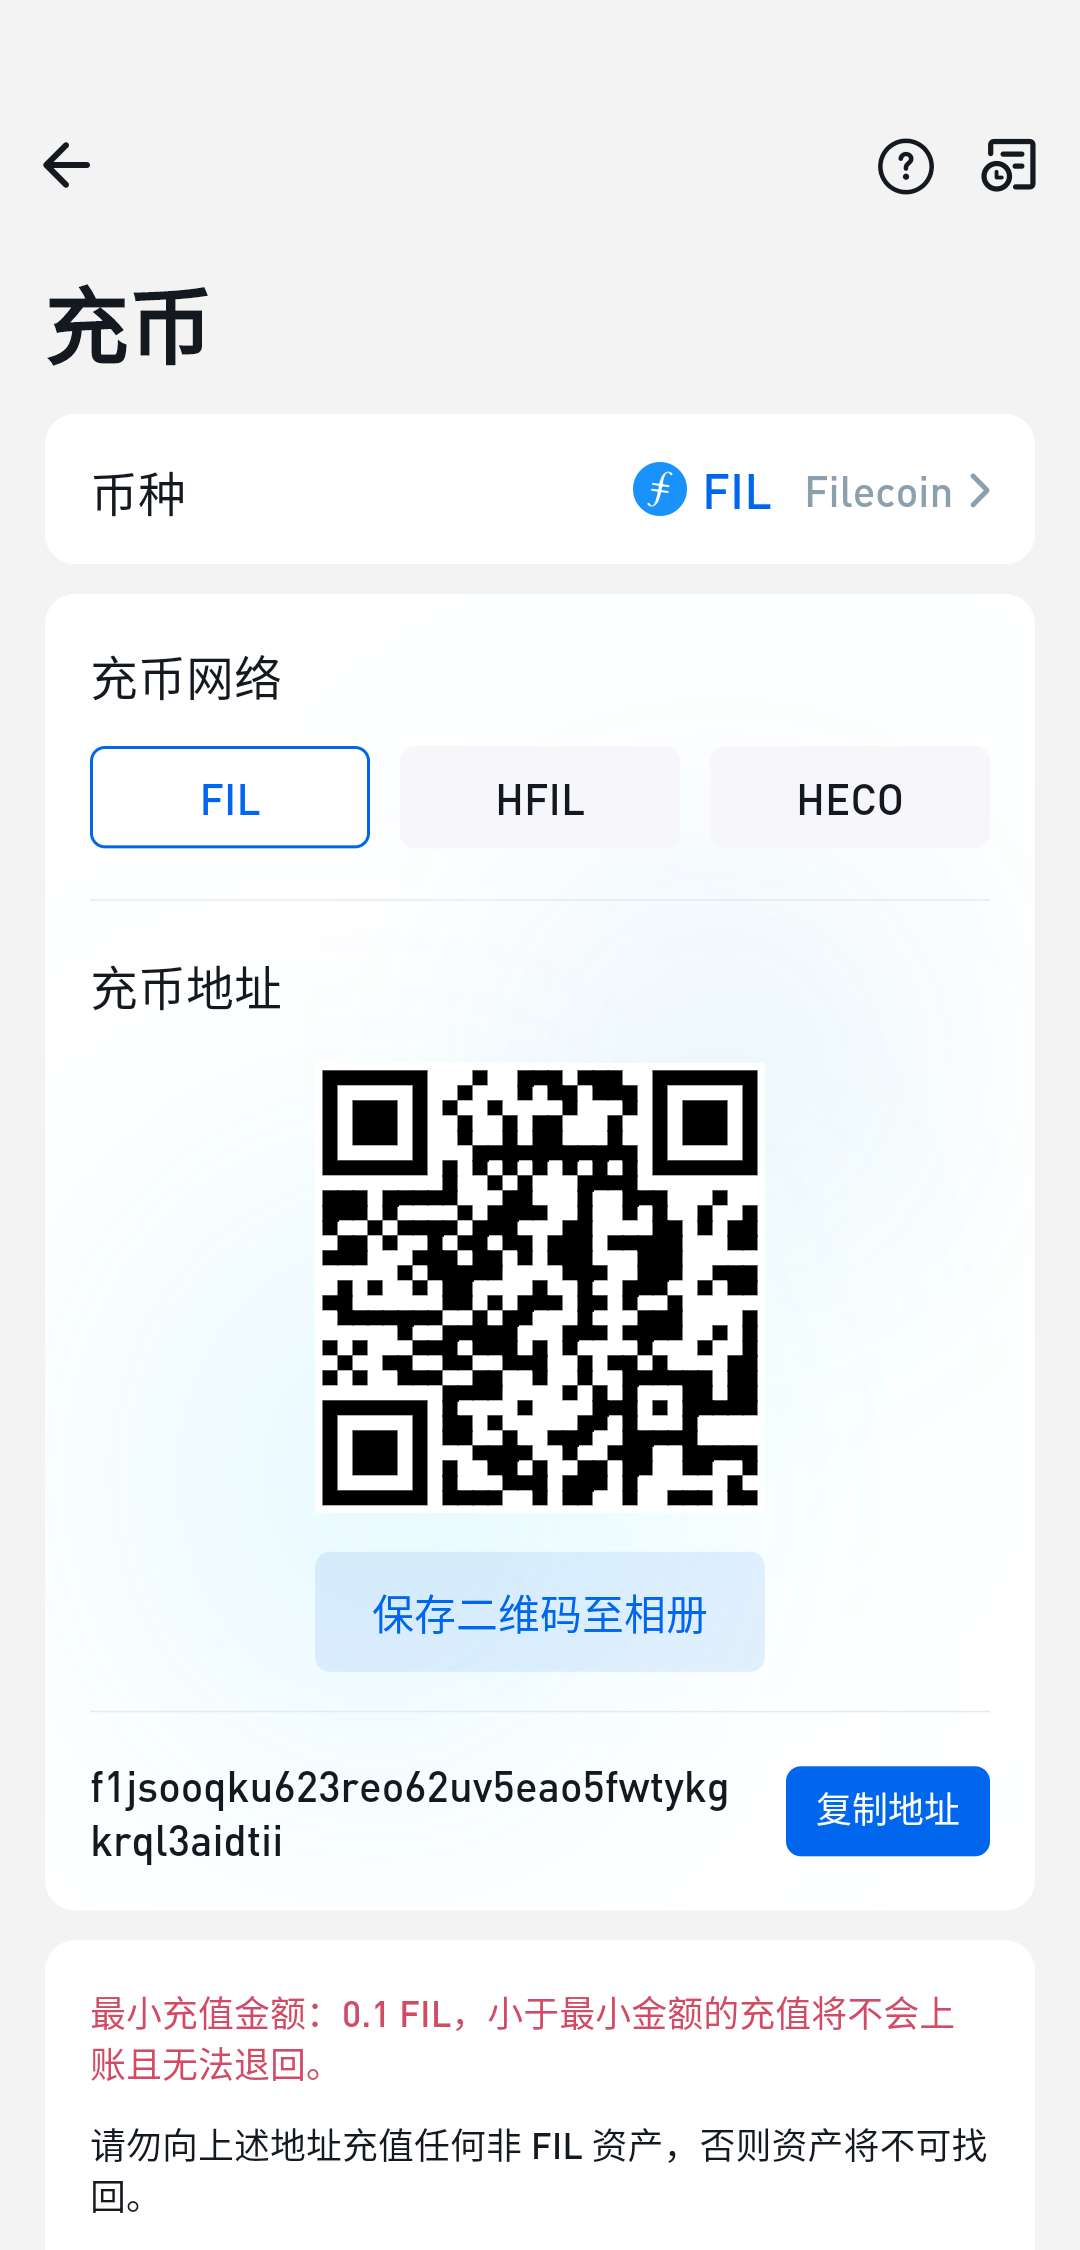 充币
币种
FIL Filecoin
充币网络
FIL
HFIL
HECO
充币地址
保存二维码至相册
f1jsooqku623reo62uv5eao5fwtykg
krql3aidtii
复制地址
最小充值金额：0.1 FIL，小于最小金额的充值将不会上
账且无法退回。
请勿向上述地址充值任何非 FIL 资产，否则资产将不可找
回。